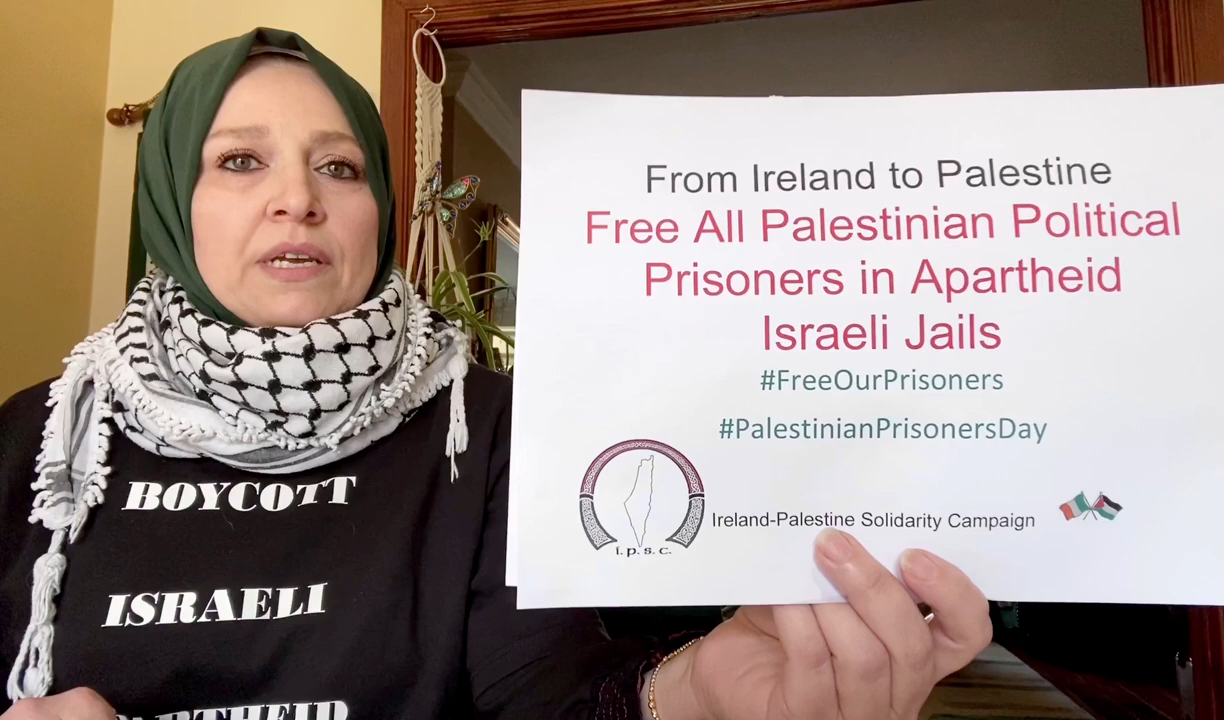 From Ireland to Palestine
Free All Palestinian Political
Prisoners in Apartheid
Israeli Jails
#FreeOurPrisoners
#PalestinianPrisonersDay
i. p. s. c.
Ireland-Palestine Solidarity Campaign
BOYCOTT
ISRAELI
PARTHEID